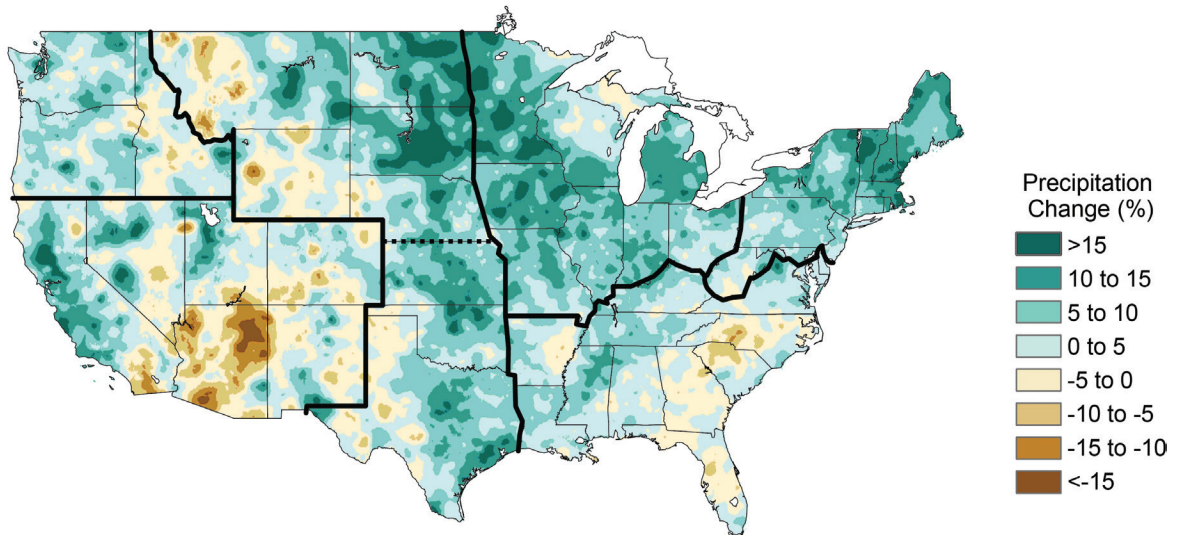 Precipitation
Change (%)
>15
10 to 15
5 to 10
0 to 5
-5 to 0
-10 to -5
-15 to -10
<-15